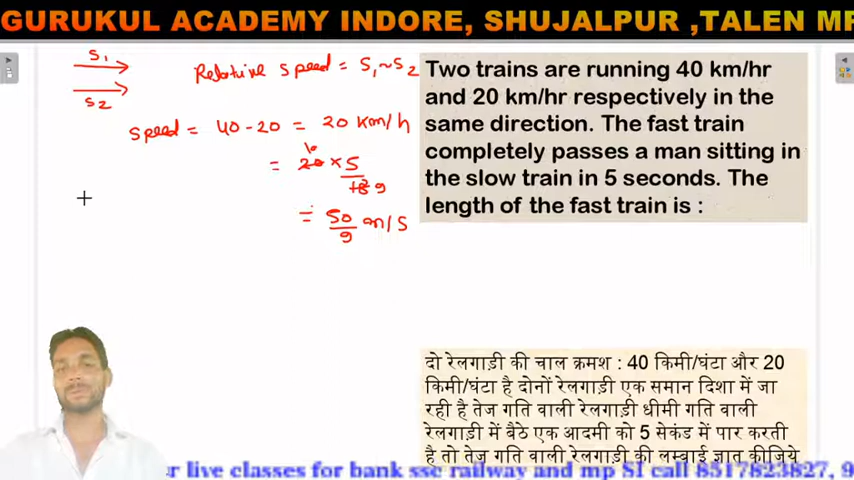 GURUKUL ACADEMY INDORE, SHUJALPUR ,TALEN MP
S1
S2
Relative speed = S1~S2
speed = 40-20 = 20 km/h
= 20 10 × 5/18 9
= 50/9 m/s
Two trains are running 40 km/hr
and 20 km/hr respectively in the
same direction. The fast train
completely passes a man sitting in
the slow train in 5 seconds. The
length of the fast train is :
दो रेलगाड़ी की चाल क्रमश : 40 किमी/घंटा और 20
किमी/घंटा है दोनों रेलगाड़ी एक समान दिशा में जा
रही है तेज गति वाली रेलगाड़ी धीमी गति वाली
रेलगाड़ी में बैठे एक आदमी को 5 सेकंड में पार करती
है तो तेज गति वाली रेलगाड़ी की लम्बाई ज्ञात कीजिये
r live classes for bank ssc railway and mp SI call 8517823827, 9